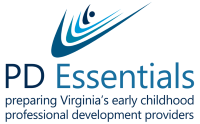 PD Essentials
preparing Virginia's early childhood
professional development providers